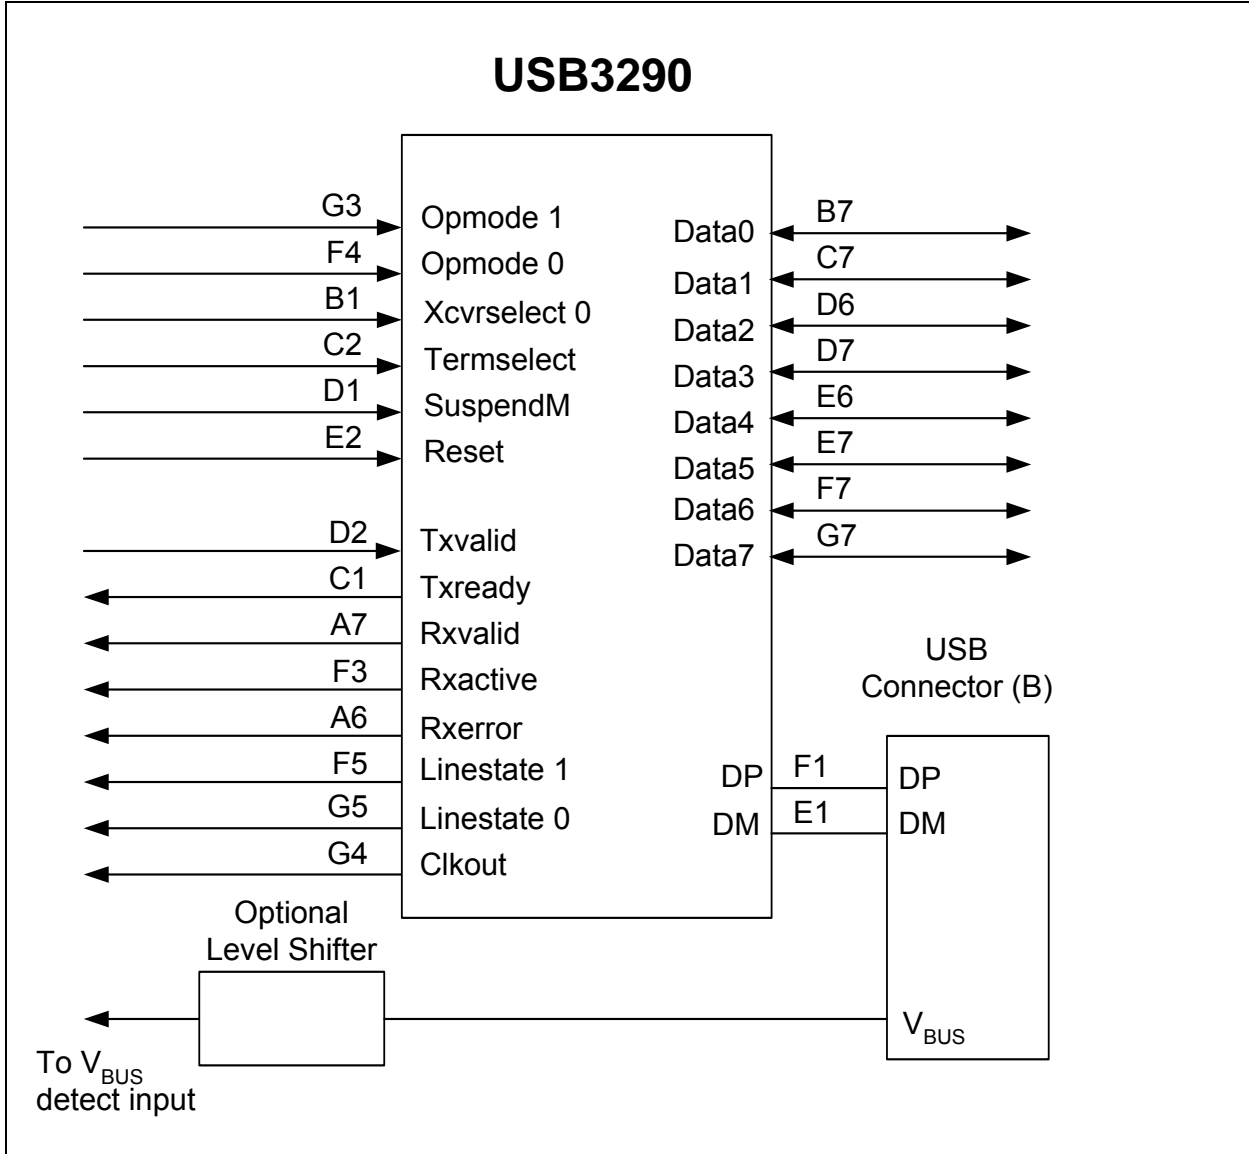 USB3290
G3
Opmode 1
F4
Opmode 0
B1
Xcvrselect 0
C2
Termselect
D1
SuspendM
E2
Reset
D2
Txvalid
C1
Txready
A7
Rxvalid
F3
Rxactive
A6
Rxerror
F5
Linestate 1
G5
Linestate 0
G4
Clkout
Data0
B7
Data1
C7
Data2
D6
Data3
D7
Data4
E6
Data5
E7
Data6
F7
Data7
G7
USB
Connector (B)
DP
F1
DP
DM
E1
DM
VBUS
Optional
Level Shifter
To VBUS
detect input